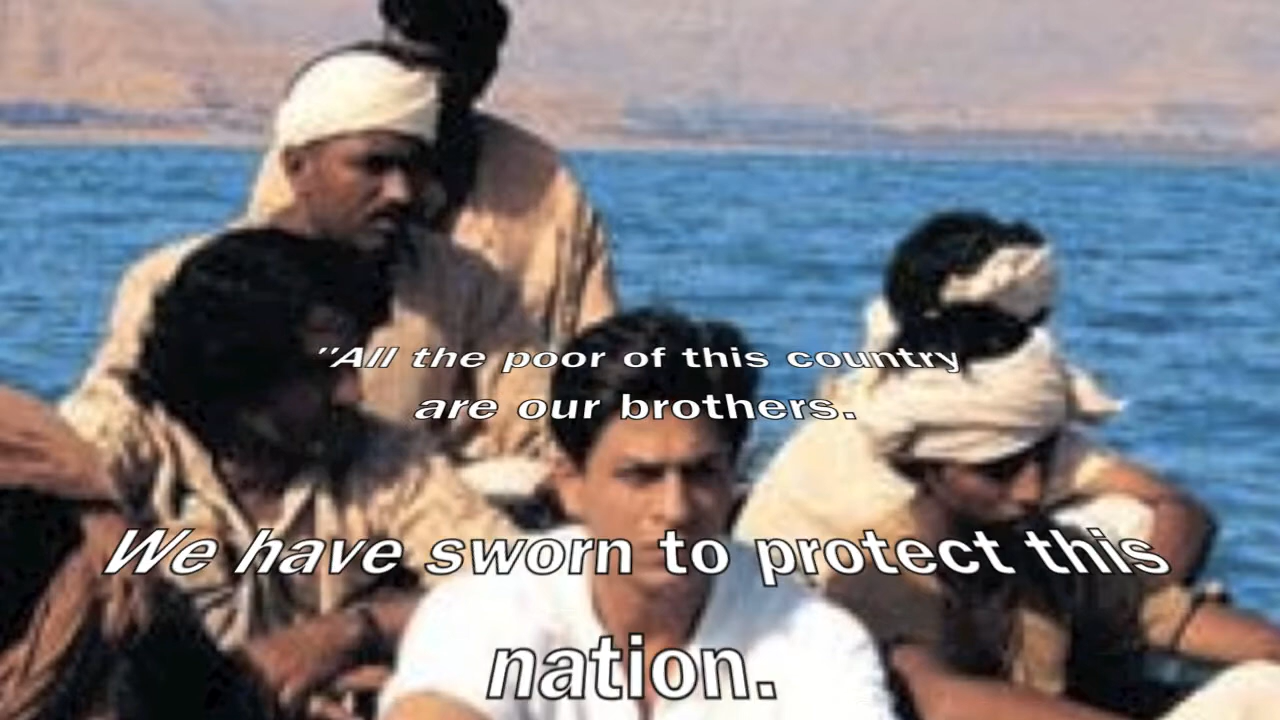 "All the poor of this country
are our brothers.
We have sworn to protect this
nation.